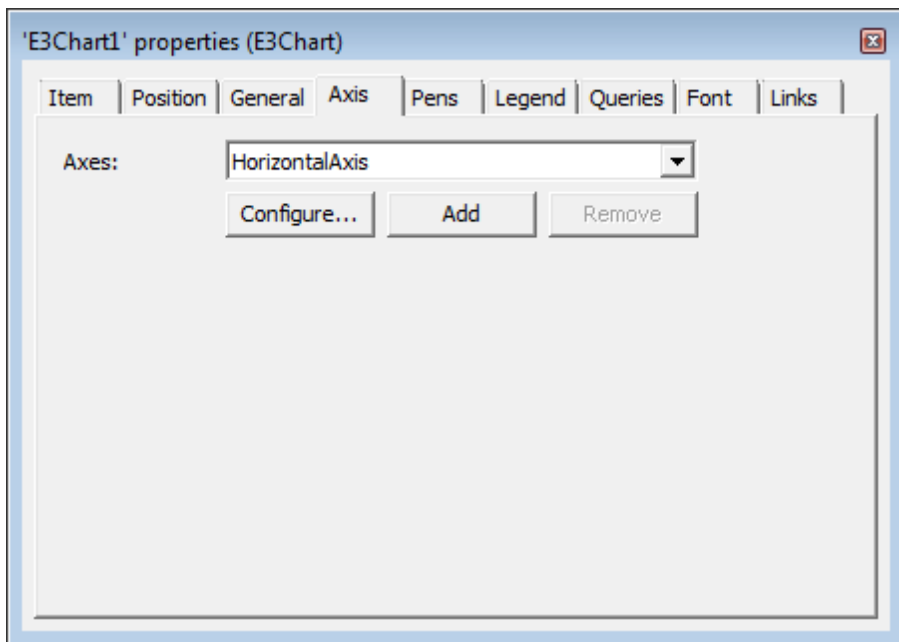 'E3Chart1' properties (E3Chart)
Item Position General Axis Pens Legend Queries Font Links
Axes: HorizontalAxis
Configure... Add Remove